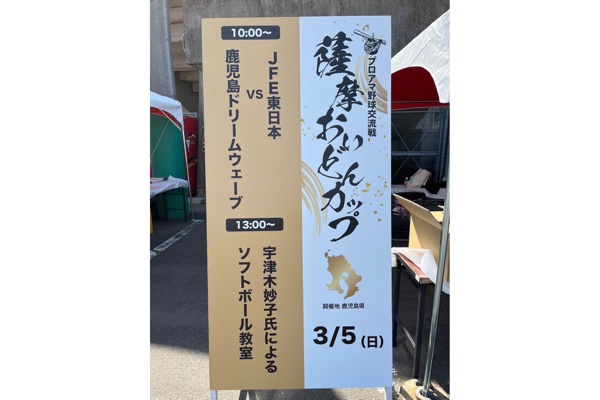 プロアマ野球交流戦
薩摩おいどんカップ
開催地 鹿児島県
3/5(日)
10:00〜
JFE東日本
vs
鹿児島ドリームウェーブ
13:00〜
宇津木妙子氏による
ソフトボール教室